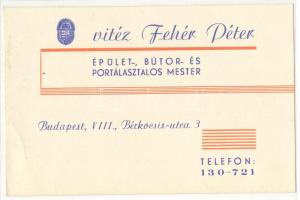 vitéz Fehér Péter
ÉPÜLET-, BÚTOR- ÉS
PORTÁLASZTALOS MESTER
Budapest, VIII., Bérkocsis-utca 3
TELEFON:
130-721